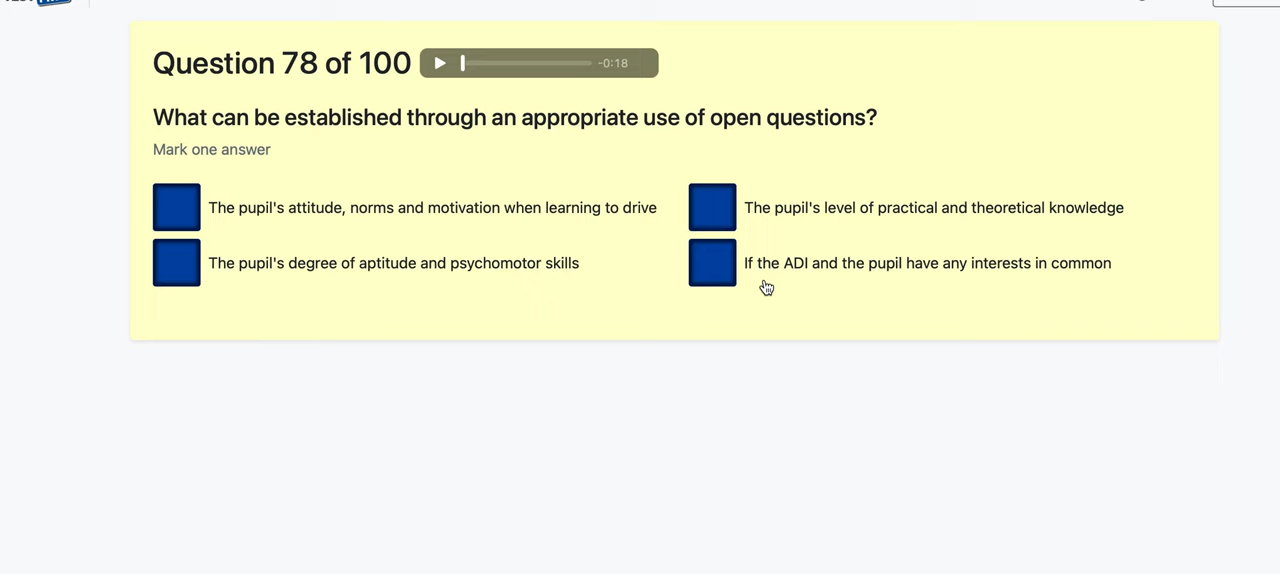 Question 78 of 100
-0:18
What can be established through an appropriate use of open questions?
Mark one answer
The pupil's attitude, norms and motivation when learning to drive
The pupil's level of practical and theoretical knowledge
The pupil's degree of aptitude and psychomotor skills
If the ADI and the pupil have any interests in common